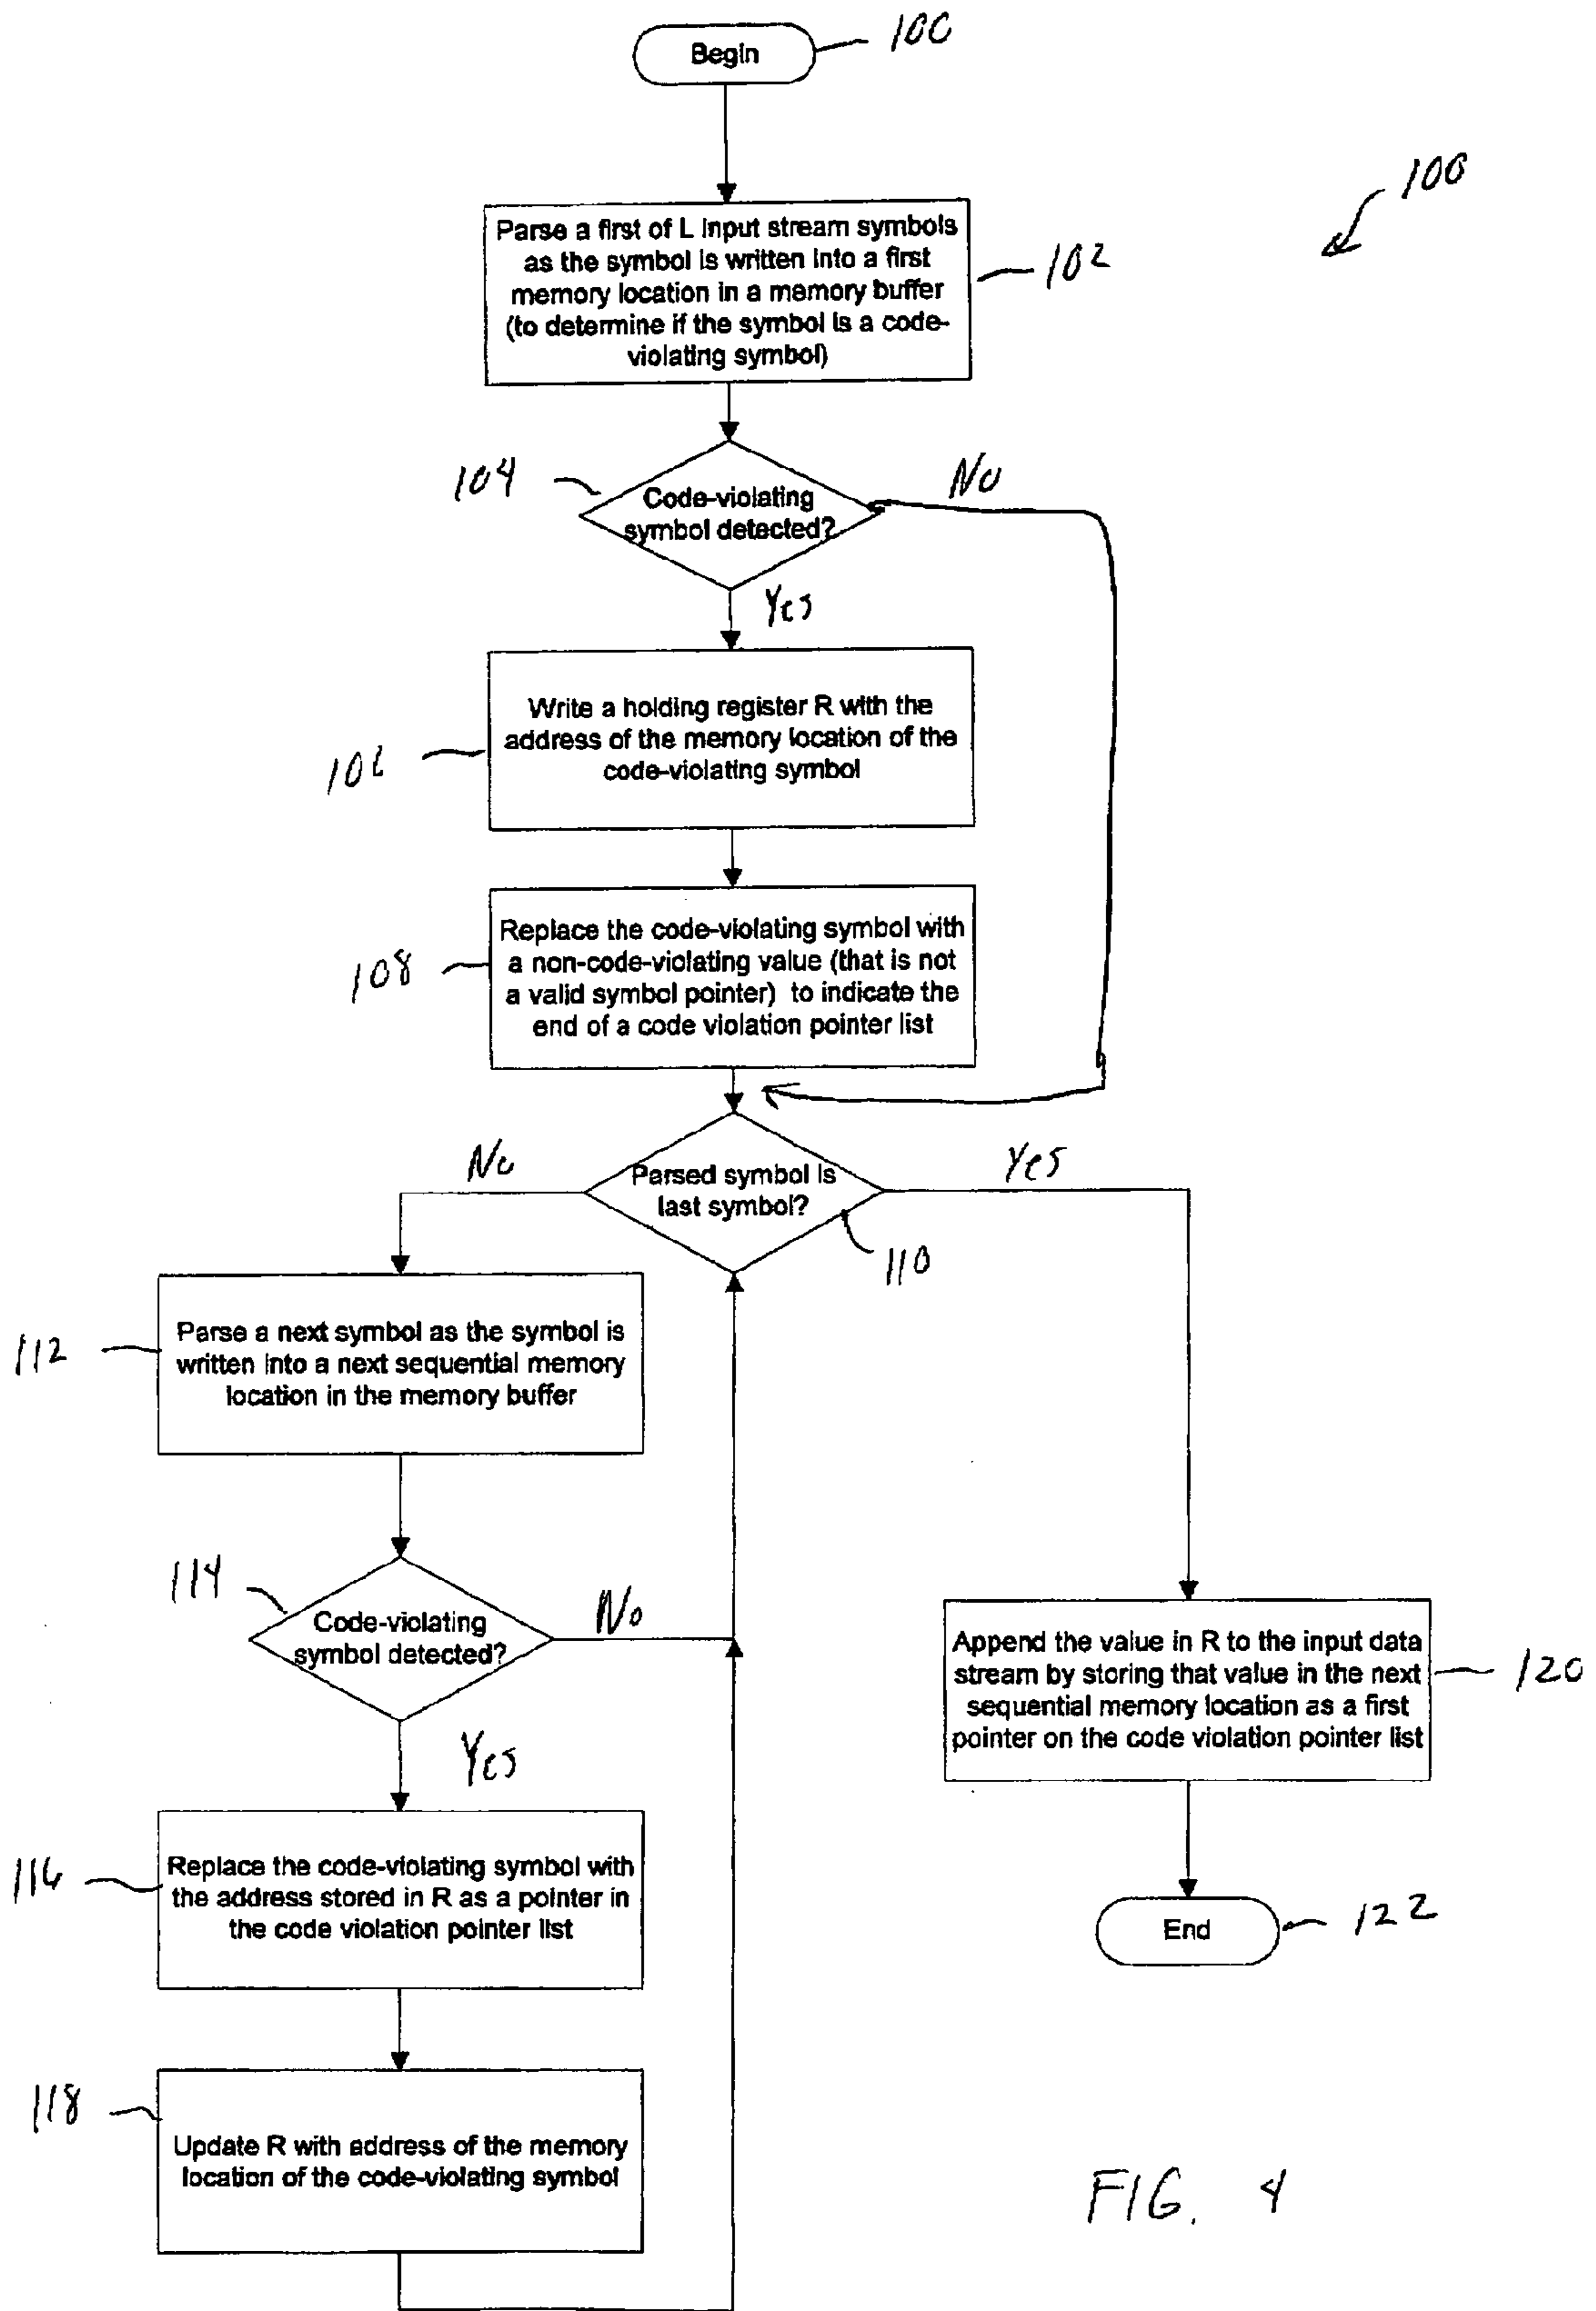 Begin
100
100
Parse a first of L input stream symbols
as the symbol is written into a first
memory location in a memory buffer
(to determine if the symbol is a code-
violating symbol)
102
104
Code-violating
symbol detected?
No
Yes
Write a holding register R with the
address of the memory location of the
code-violating symbol
106
Replace the code-violating symbol with
a non-code-violating value (that is not
a valid symbol pointer) to indicate the
end of a code violation pointer list
108
No
Parsed symbol is
last symbol?
Yes
110
Parse a next symbol as the symbol is
written into a next sequential memory
location in the memory buffer
112
114
Code-violating
symbol detected?
No
Yes
Append the value in R to the input data
stream by storing that value in the next
sequential memory location as a first
pointer on the code violation pointer list
120
Replace the code-violating symbol with
the address stored in R as a pointer in
the code violation pointer list
116
End
122
118
Update R with address of the memory
location of the code-violating symbol
FIG. 4